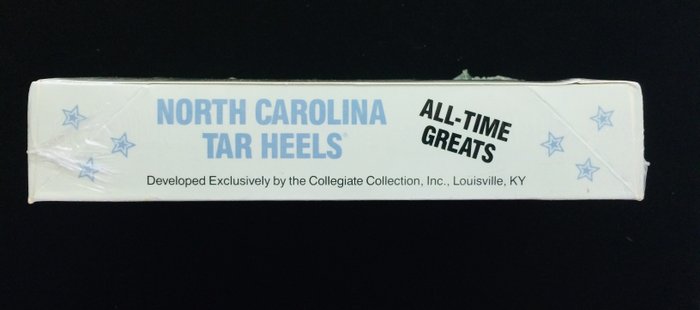 NORTH CAROLINA
TAR HEELS
ALL-TIME
GREATS
Developed Exclusively by the Collegiate Collection, Inc., Louisville, KY